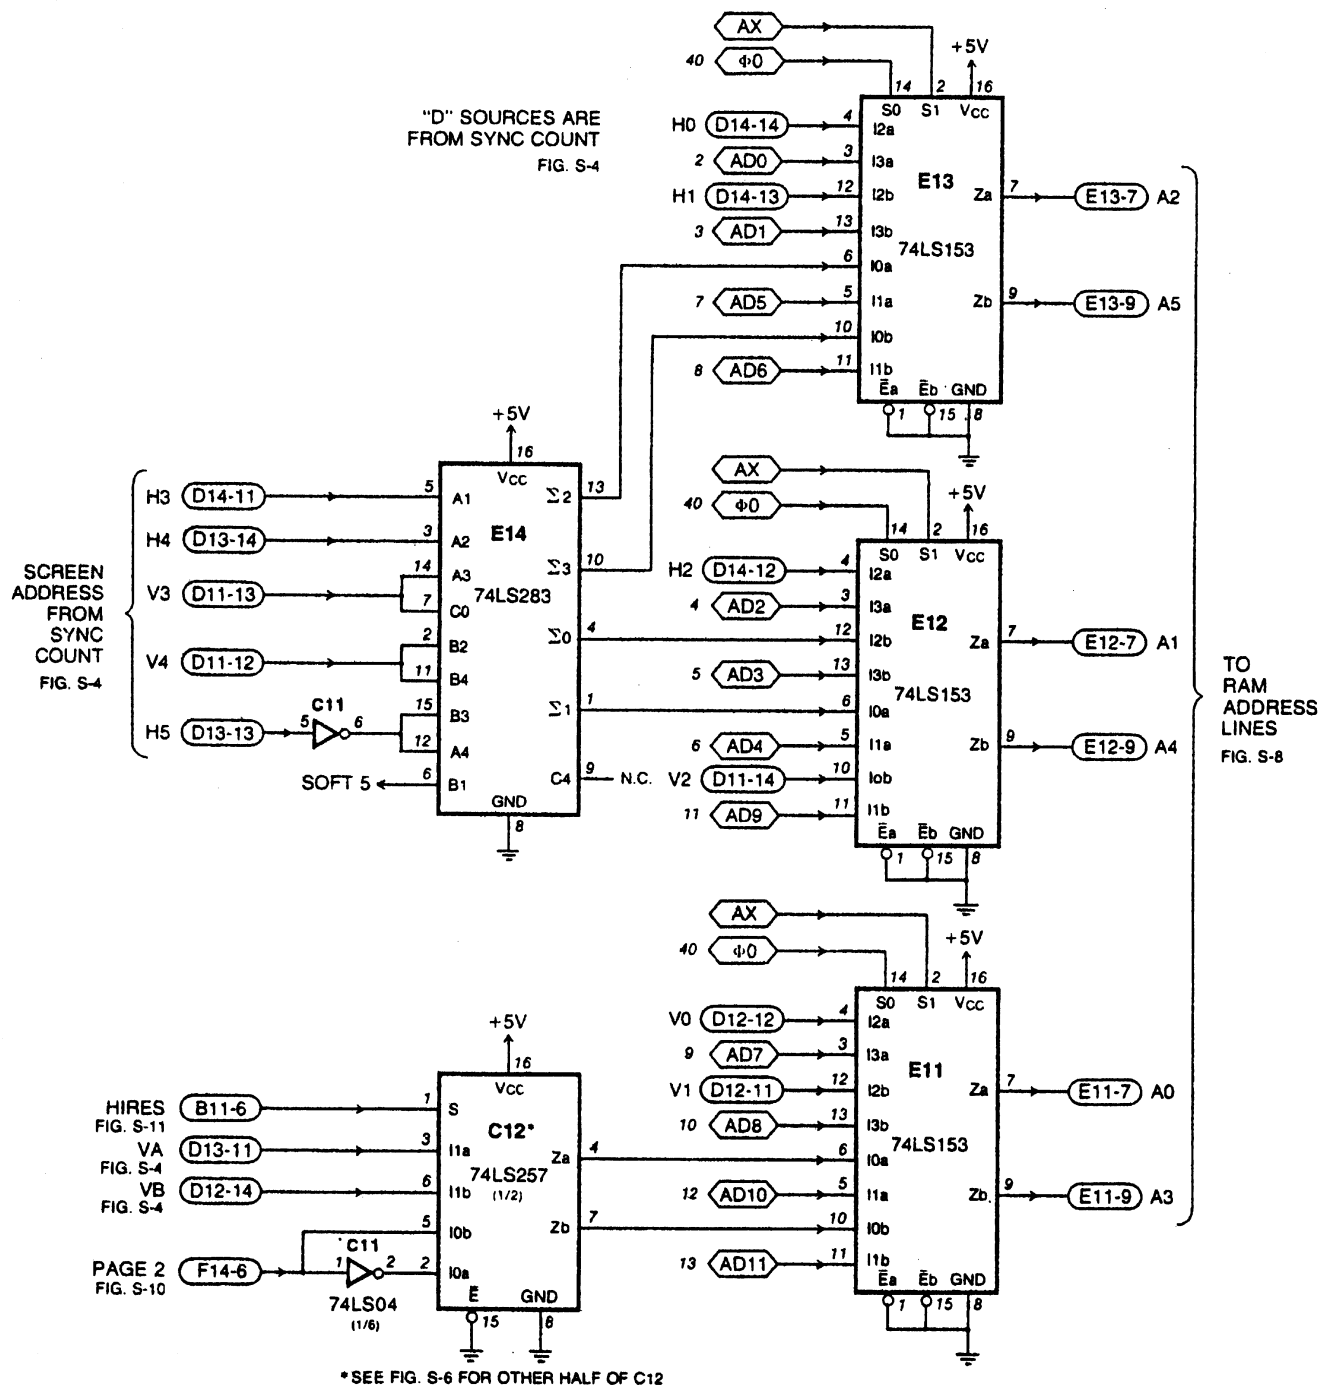 AX
40 Φ0
+5V
14 2 16
S0 S1 VCC
"D" SOURCES ARE
FROM SYNC COUNT
FIG. S-4
H0 D14-14 4 I2a
2 AD0 3 I3a
E13
H1 D14-13 12 I2b
Za 7 E13-7 A2
3 AD1 13 I3b
74LS153
6 I0a
7 AD5 5 I1a
Zb 9 E13-9 A5
10 I0b
8 AD6 11 I1b
Ea Eb GND
1 15 8
+5V
16
VCC
H3 D14-11 5 A1
Σ2 13
E14
H4 D13-14 3 A2
Σ3 10
14 A3
V3 D11-13
74LS283
7 C0
2 B2
Σ0 4
V4 D11-12
11 B4
C11
15 B3
Σ1 1
H5 D13-13 5 6
12 A4
SOFT 5 6 B1
C4 9 N.C.
GND
8
SCREEN
ADDRESS
FROM
SYNC
COUNT
FIG. S-4
AX
40 Φ0
+5V
14 2 16
S0 S1 VCC
H2 D14-12 4 I2a
4 AD2 3 I3a
E12
12 I2b
Za 7 E12-7 A1
5 AD3 13 I3b
74LS153
6 I0a
6 AD4 5 I1a
Zb 9 E12-9 A4
V2 D11-14 10 I0b
11 AD9 11 I1b
Ea Eb GND
1 15 8
TO
RAM
ADDRESS
LINES
FIG. S-8
AX
40 Φ0
+5V
14 2 16
S0 S1 VCC
V0 D12-12 4 I2a
9 AD7 3 I3a
E11
V1 D12-11 12 I2b
Za 7 E11-7 A0
10 AD8 13 I3b
74LS153
6 I0a
12 AD10 5 I1a
Zb 9 E11-9 A3
10 I0b
13 AD11 11 I1b
Ea Eb GND
1 15 8
+5V
16
VCC
HIRES B11-6 1 S
FIG. S-11
C12*
VA D13-11 3 I1a
Za 4
FIG. S-4
74LS257
(1/2)
VB D12-14 6 I1b
FIG. S-4
5 I0b
Zb 7
C11
PAGE 2 F14-6 1 2 2 I0a
FIG. S-10
74LS04
(1/6)
E GND
15 8
*SEE FIG. S-6 FOR OTHER HALF OF C12